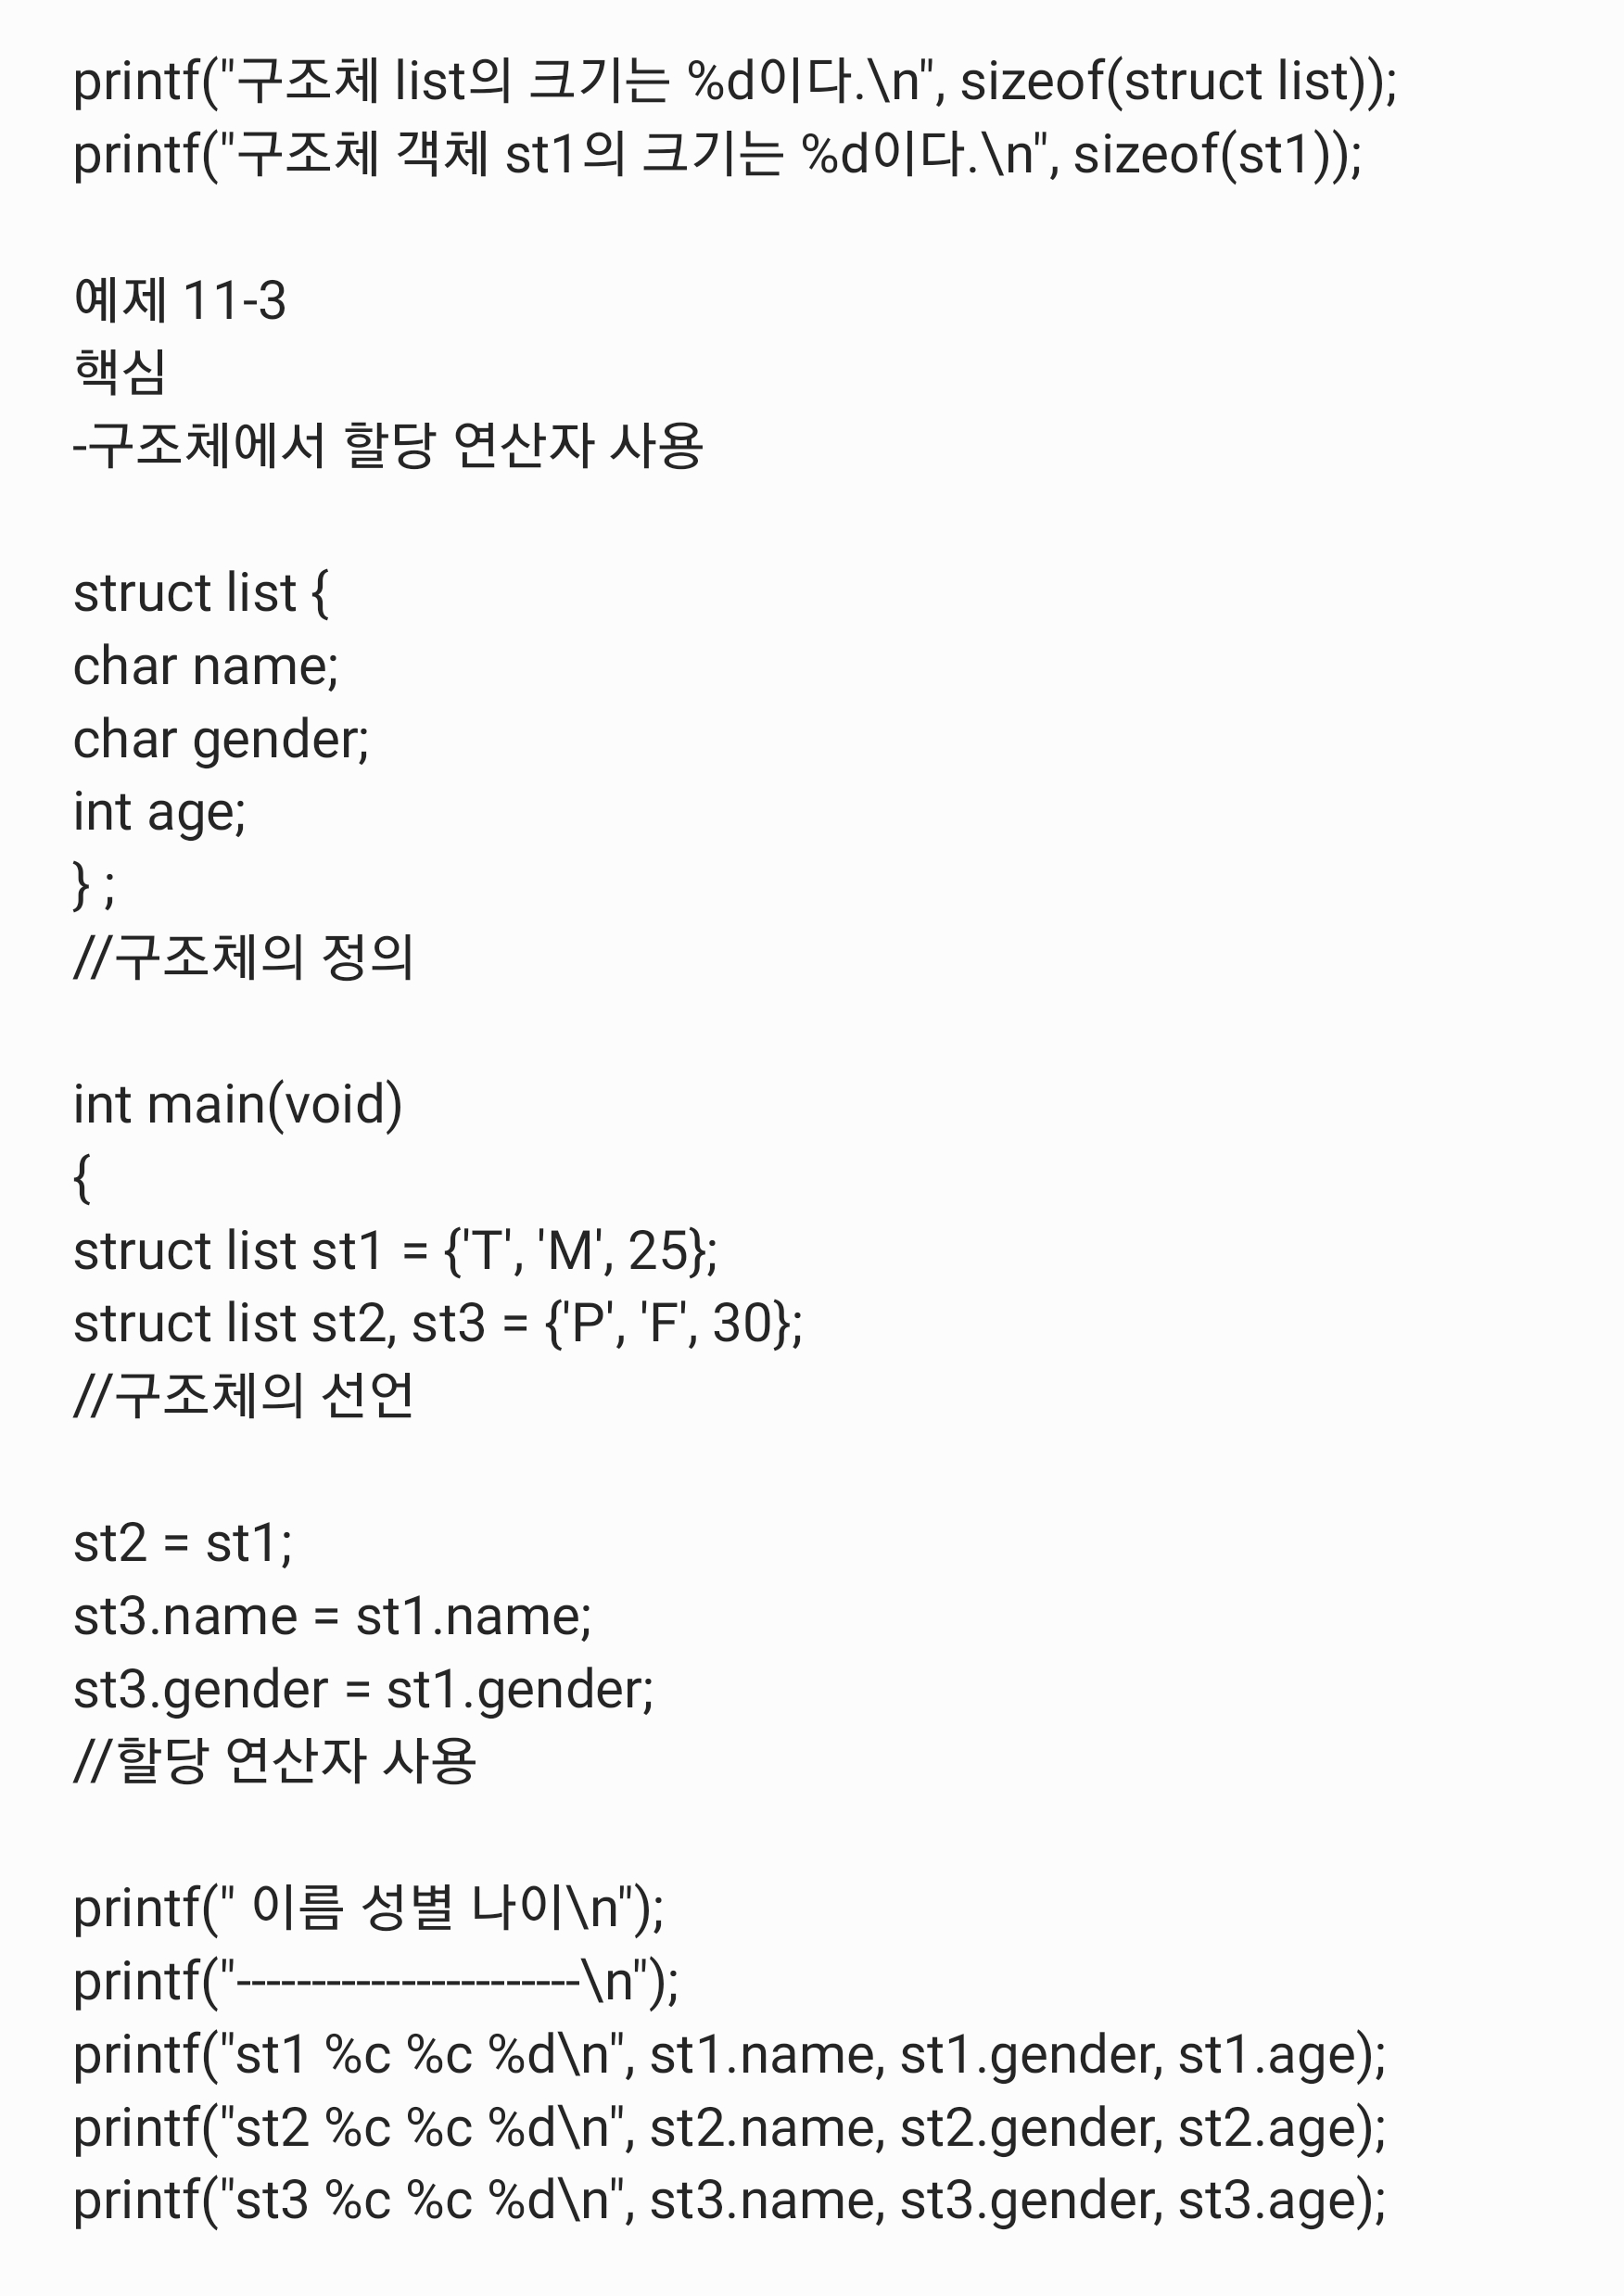 printf("구조체 list의 크기는 %d이다.\n", sizeof(struct list));
printf("구조체 객체 st1의 크기는 %d이다.\n", sizeof(st1));
예제 11-3
핵심
-구조체에서 할당 연산자 사용
struct list {
char name;
char gender;
int age;
} ;
//구조체의 정의
int main(void)
{
struct list st1 = {'T', 'M', 25};
struct list st2, st3 = {'P', 'F', 30};
//구조체의 선언
st2 = st1;
st3.name = st1.name;
st3.gender = st1.gender;
//할당 연산자 사용
printf(" 이름 성별 나이\n");
printf("-----------------------\n");
printf("st1 %c %c %d\n", st1.name, st1.gender, st1.age);
printf("st2 %c %c %d\n", st2.name, st2.gender, st2.age);
printf("st3 %c %c %d\n", st3.name, st3.gender, st3.age);